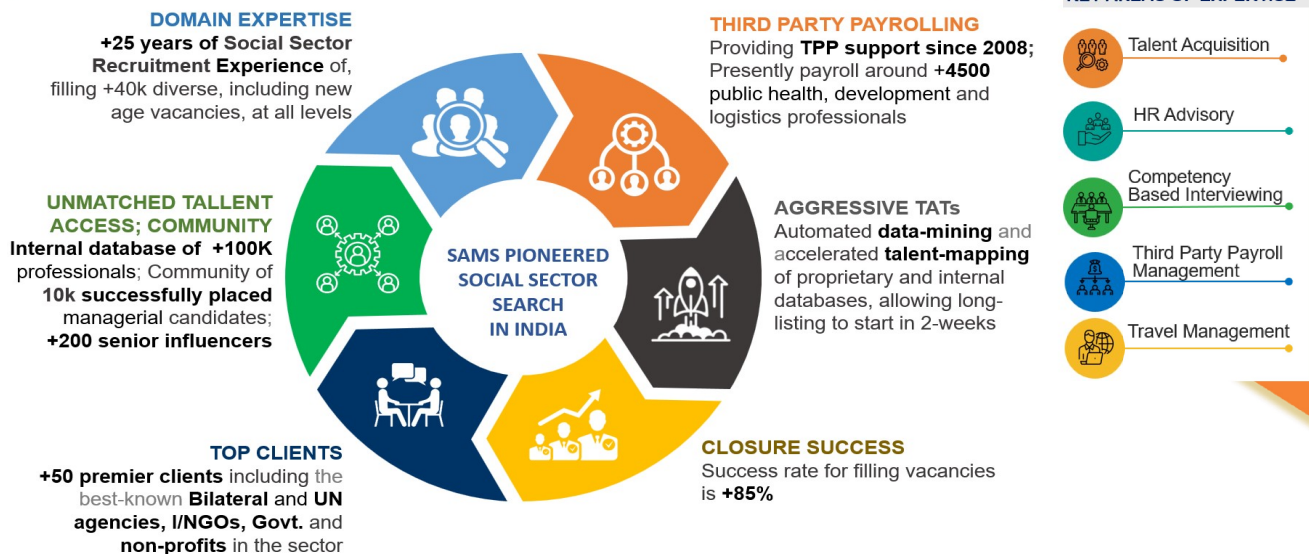 KEY AREAS OF EXPERTISE
DOMAIN EXPERTISE
+25 years of Social Sector
Recruitment Experience of,
filling +40k diverse, including new
age vacancies, at all levels
THIRD PARTY PAYROLLING
Providing TPP support since 2008;
Presently payroll around +4500
public health, development and
logistics professionals
UNMATCHED TALLENT
ACCESS; COMMUNITY
Internal database of +100K
professionals; Community of
10k successfully placed
managerial candidates;
+200 senior influencers
SAMS PIONEERED
SOCIAL SECTOR
SEARCH
IN INDIA
AGGRESSIVE TATs
Automated data-mining and
accelerated talent-mapping
of proprietary and internal
databases, allowing long-
listing to start in 2-weeks
TOP CLIENTS
+50 premier clients including the
best-known Bilateral and UN
agencies, I/NGOs, Govt. and
non-profits in the sector
CLOSURE SUCCESS
Success rate for filling vacancies
is +85%
Talent Acquisition
HR Advisory
Competency
Based Interviewing
Third Party Payroll
Management
Travel Management